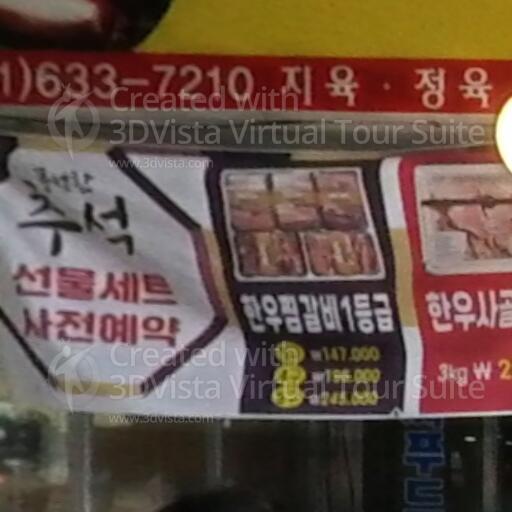 1)633-7210 지육 · 정육
Created with
3DVista Virtual Tour Suite
www.3dvista.com
추석
선물세트
사전예약
한우찜갈비1등급
₩147.000
한우사골
3kg ₩ 2
Created with
3DVista Virtual Tour Suite
www.3dvista.com
푸드